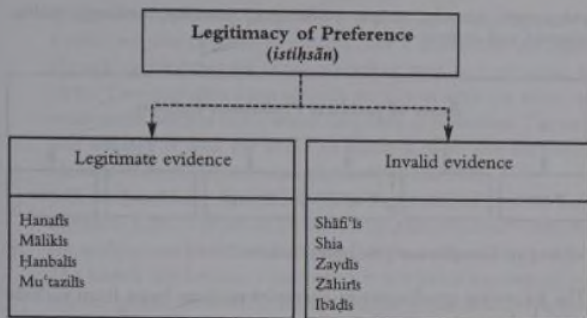 Legitimacy of Preference
(istiḥsān)
Legitimate evidence
Ḥanafīs
Mālikīs
Ḥanbalīs
Muʿtazilīs
Invalid evidence
Shāfiʿīs
Shia
Zaydīs
Ẓāhirīs
Ibāḍīs